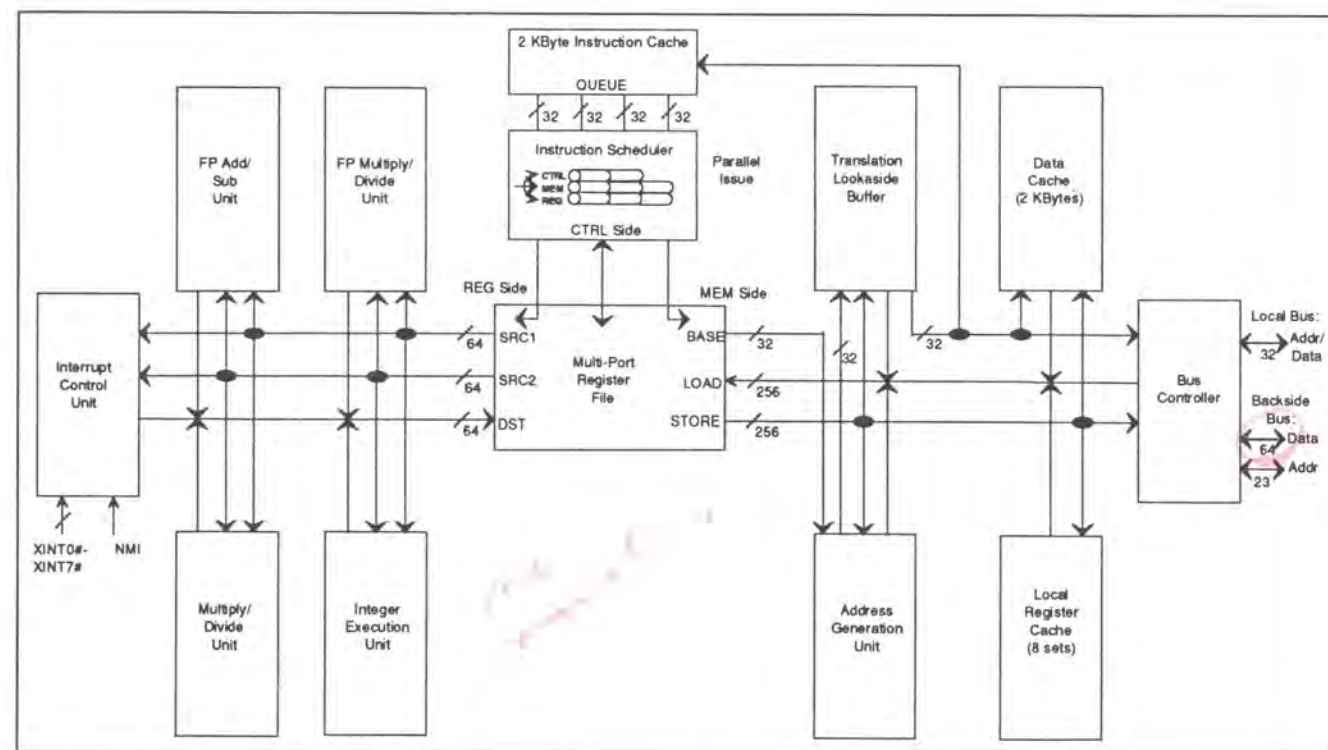 2 KByte Instruction Cache
QUEUE
32
32
32
32
FP Add/
Sub
Unit
FP Multiply/
Divide
Unit
Instruction Scheduler
CTRL
MEM
REG
CTRL Side
Parallel
Issue
Translation
Lookaside
Buffer
Data
Cache
(2 KBytes)
REG Side
MEM Side
Interrupt
Control
Unit
64
SRC1
64
SRC2
64
DST
Multi-Port
Register
File
BASE
32
LOAD
256
STORE
256
32
32
Bus
Controller
Local Bus:
32
Addr/
Data
Backside
Bus:
64
Data
23
Addr
XINT0#-
XINT7#
NMI
Multiply/
Divide
Unit
Integer
Execution
Unit
Address
Generation
Unit
Local
Register
Cache
(8 sets)